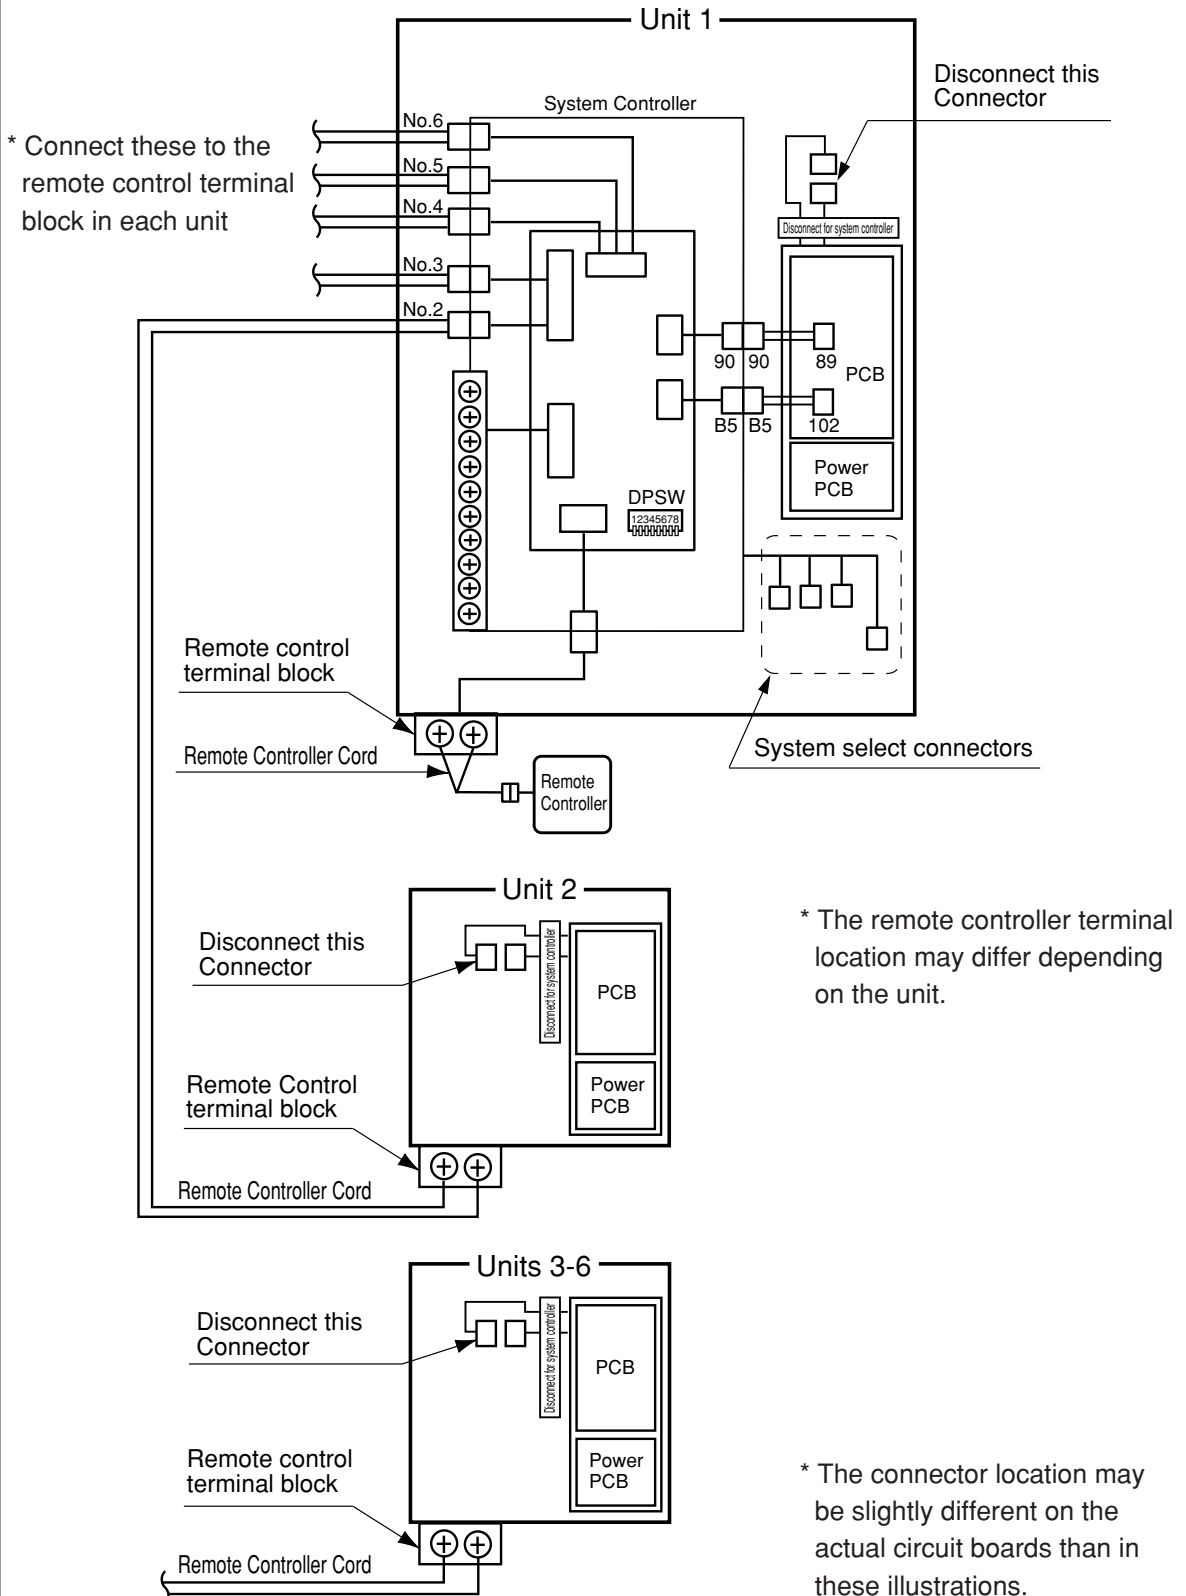 Unit 1
Disconnect this
Connector
System Controller
* Connect these to the
remote control terminal
block in each unit
No.6
No.5
No.4
No.3
No.2
Disconnect for system controller
90 90 89
PCB
B5 B5 102
Power
PCB
DPSW
12345678
Remote control
terminal block
Remote Controller Cord
System select connectors
Remote
Controller
Unit 2
* The remote controller terminal
location may differ depending
on the unit.
Disconnect this
Connector
Disconnect for system controller
PCB
Power
PCB
Remote Control
terminal block
Remote Controller Cord
Units 3-6
Disconnect this
Connector
Disconnect for system controller
PCB
Power
PCB
Remote control
terminal block
Remote Controller Cord
* The connector location may
be slightly different on the
actual circuit boards than in
these illustrations.